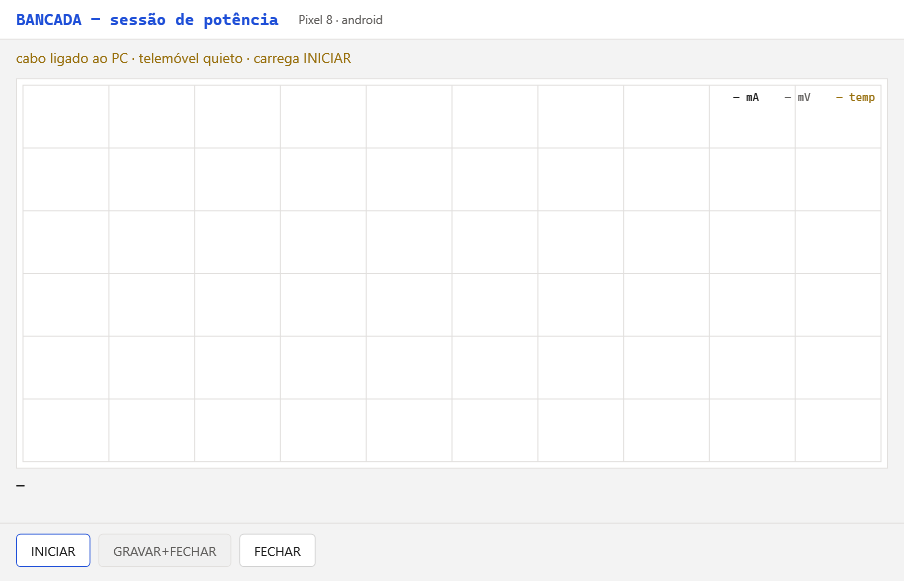 BANCADA — sessão de potência Pixel 8 · android
cabo ligado ao PC · telemóvel quieto · carrega INICIAR
— mA — mV — temp
—
INICIAR GRAVAR+FECHAR FECHAR